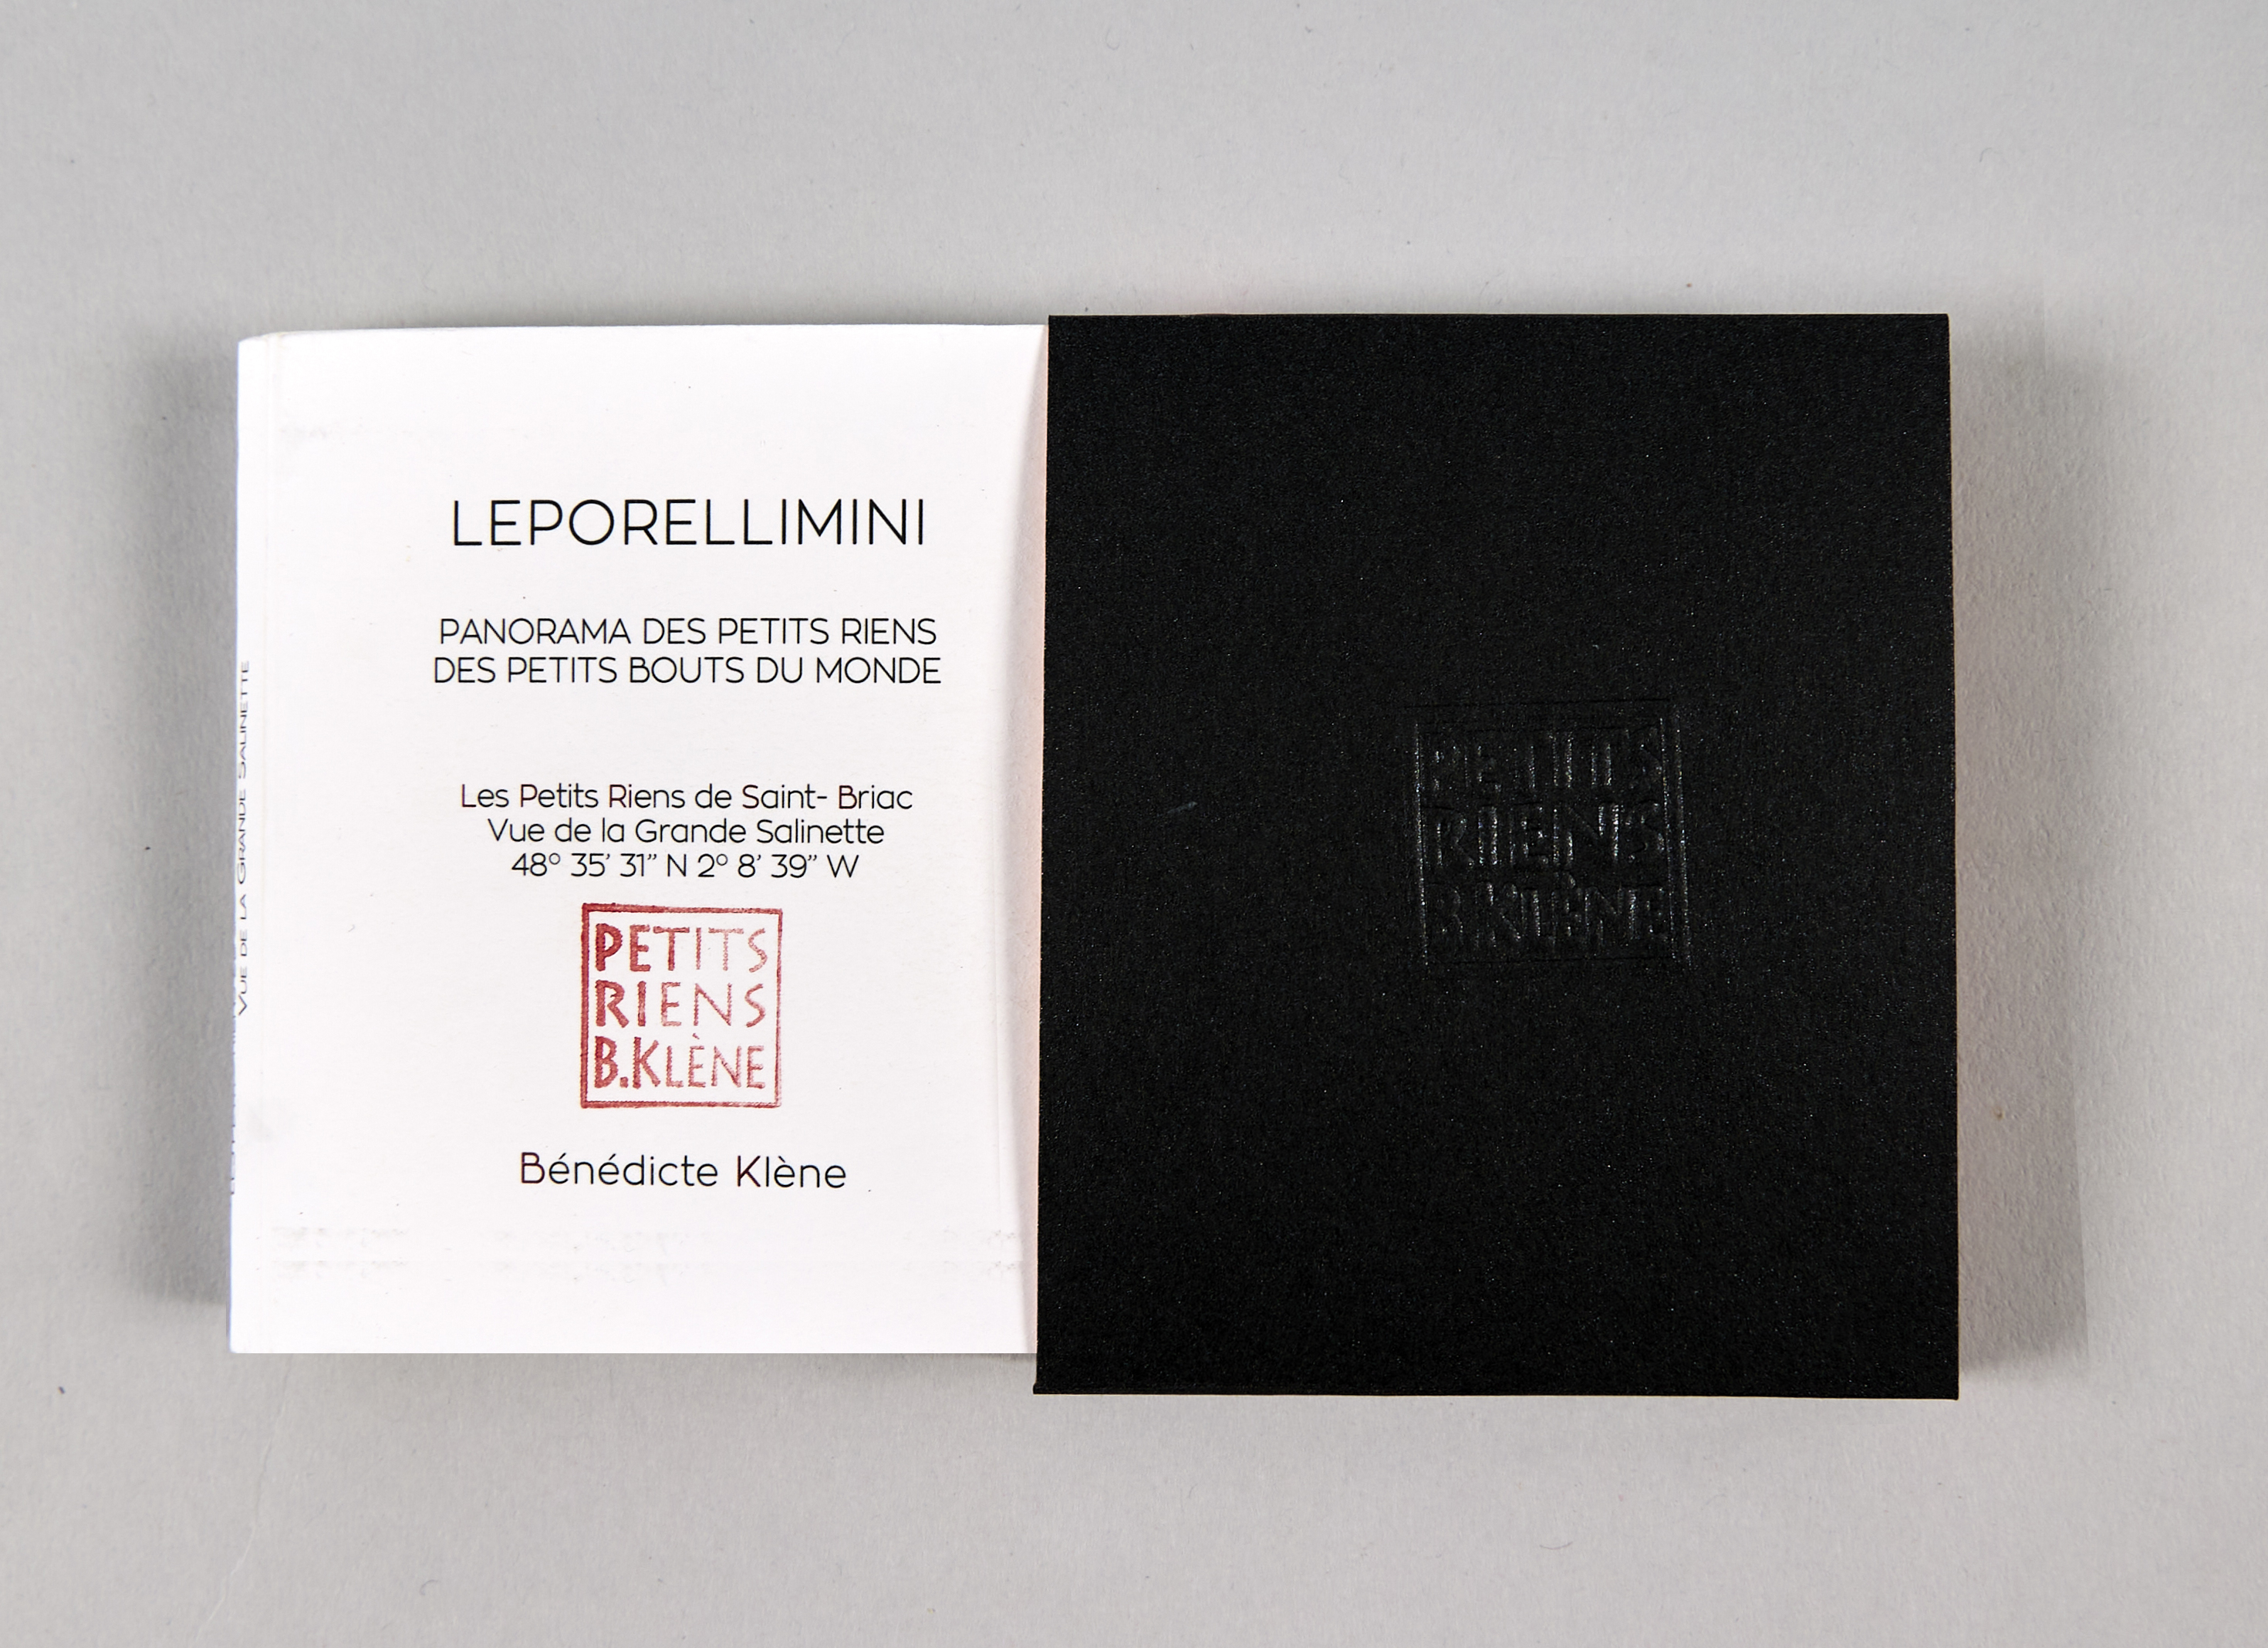 LEPORELLIMINI
PANORAMA DES PETITS RIENS
DES PETITS BOUTS DU MONDE
Les Petits Riens de Saint- Briac
Vue de la Grande Salinette
48° 35’ 31” N 2° 8’ 39” W
PETITS
RIENS
B.KLÈNE
Bénédicte Klène
VUE DE LA GRANDE SALINETTE
PETITS
RIENS
B.KLÈNE